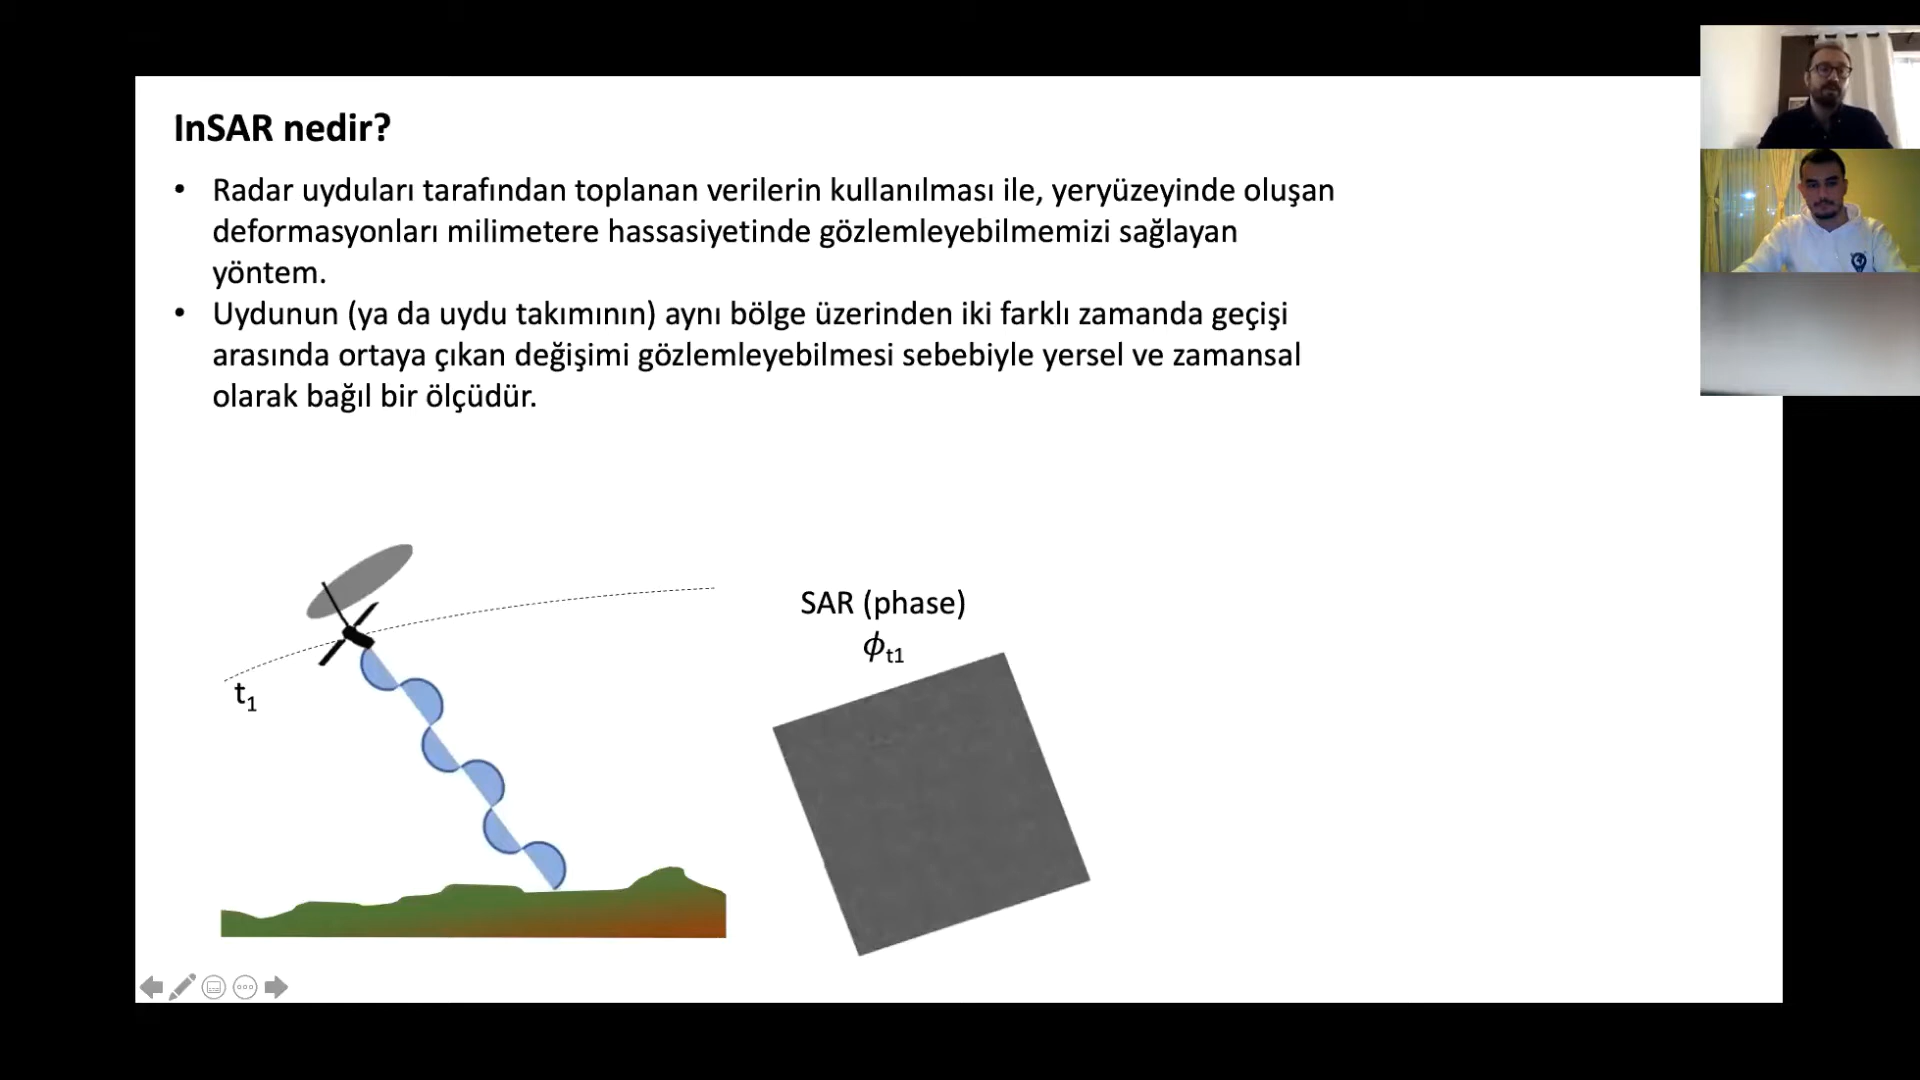 InSAR nedir?
• Radar uyduları tarafından toplanan verilerin kullanılması ile, yeryüzeyinde oluşan
deformasyonları milimetere hassasiyetinde gözlemleyebilmemizi sağlayan
yöntem.
• Uydunun (ya da uydu takımının) aynı bölge üzerinden iki farklı zamanda geçişi
arasında ortaya çıkan değişimi gözlemleyebilmesi sebebiyle yersel ve zamansal
olarak bağıl bir ölçüdür.
SAR (phase)
ϕt1
t1